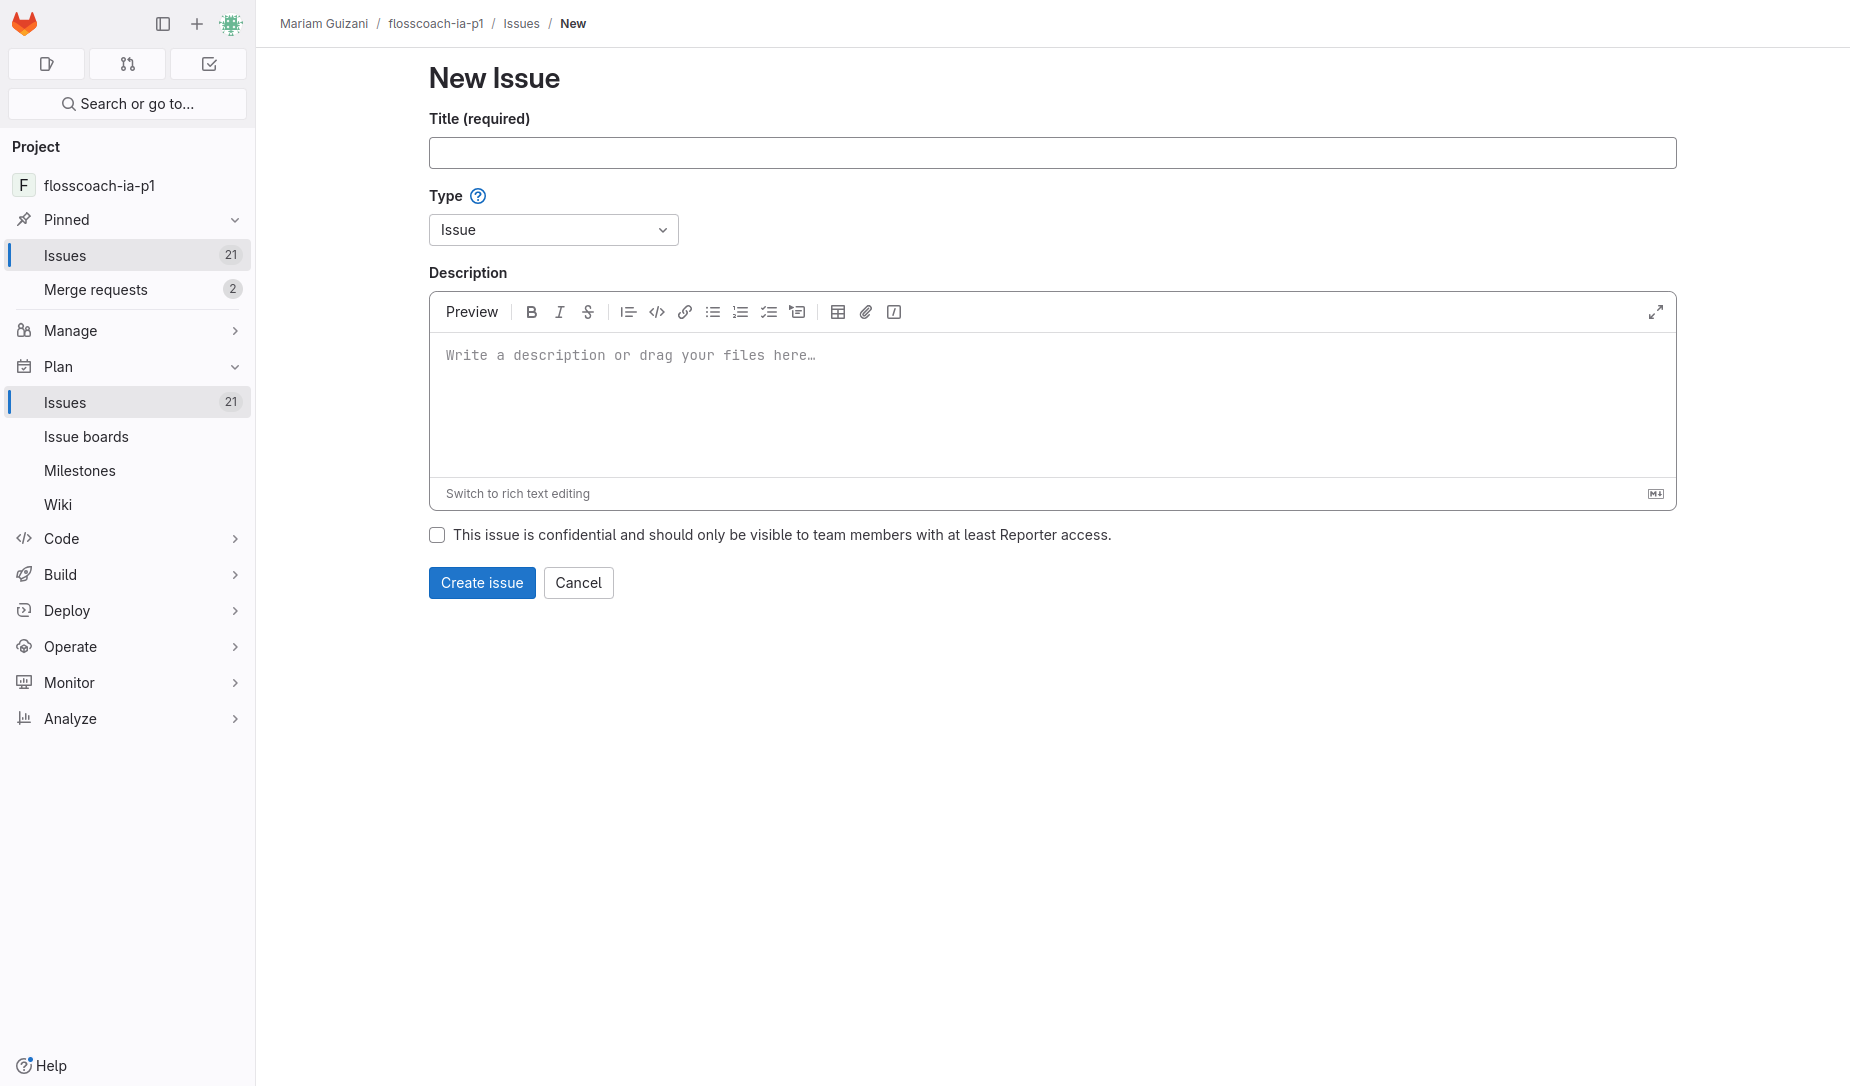 Mariam Guizani / flosscoach-ia-p1 / Issues / New
Search or go to...
Project
F flosscoach-ia-p1
Pinned
Issues 21
Merge requests 2
Manage
Plan
Issues 21
Issue boards
Milestones
Wiki
Code
Build
Deploy
Operate
Monitor
Analyze
Help
New Issue
Title (required)
Type
Issue
Description
Preview
Write a description or drag your files here…
Switch to rich text editing
This issue is confidential and should only be visible to team members with at least Reporter access.
Create issue
Cancel